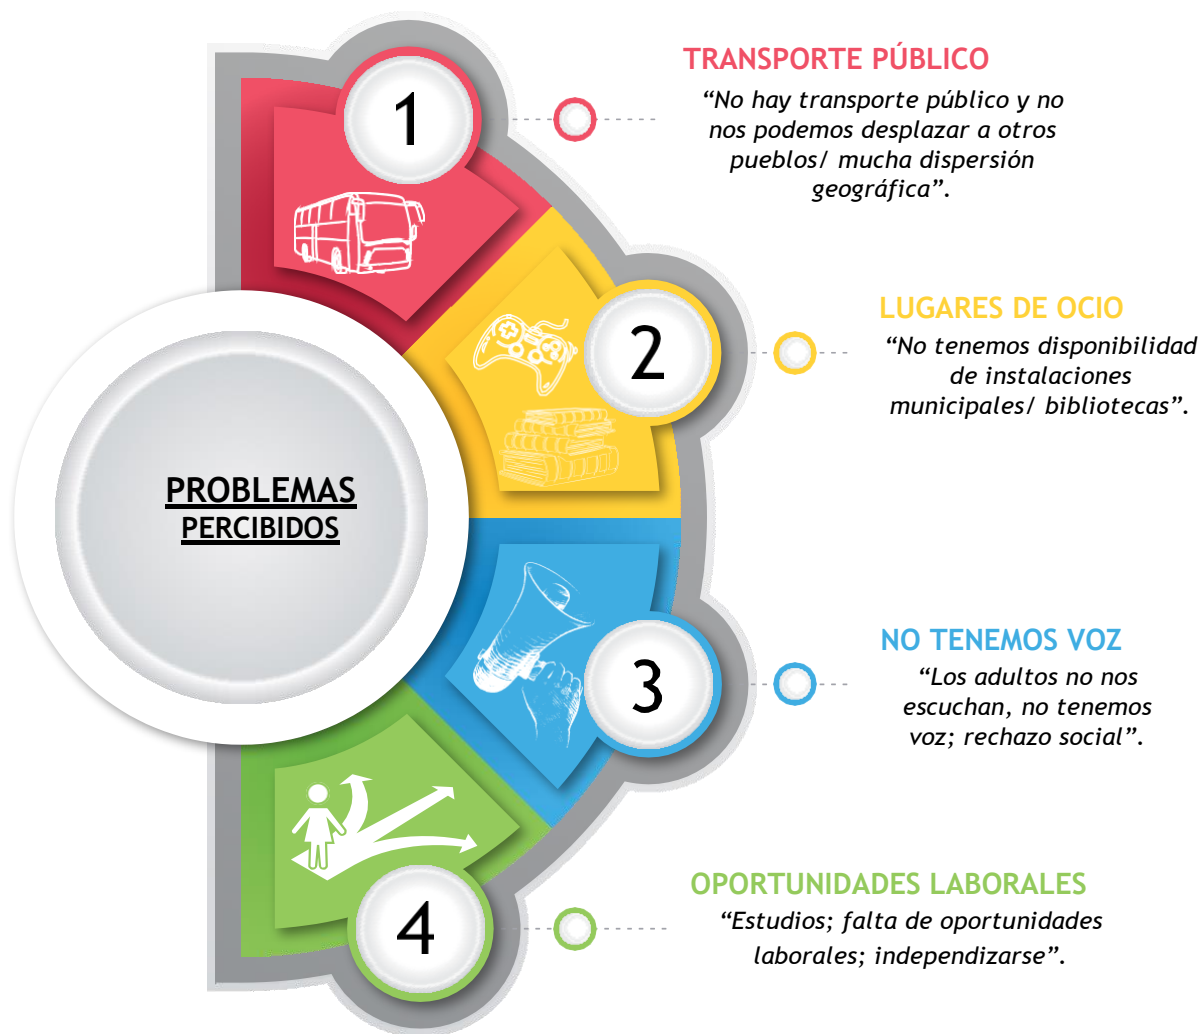 PROBLEMAS
PERCIBIDOS
1
TRANSPORTE PÚBLICO
“No hay transporte público y no
nos podemos desplazar a otros
pueblos/ mucha dispersión
geográfica”.
2
LUGARES DE OCIO
“No tenemos disponibilidad
de instalaciones
municipales/ bibliotecas”.
3
NO TENEMOS VOZ
“Los adultos no nos
escuchan, no tenemos
voz; rechazo social”.
4
OPORTUNIDADES LABORALES
“Estudios; falta de oportunidades
laborales; independizarse”.